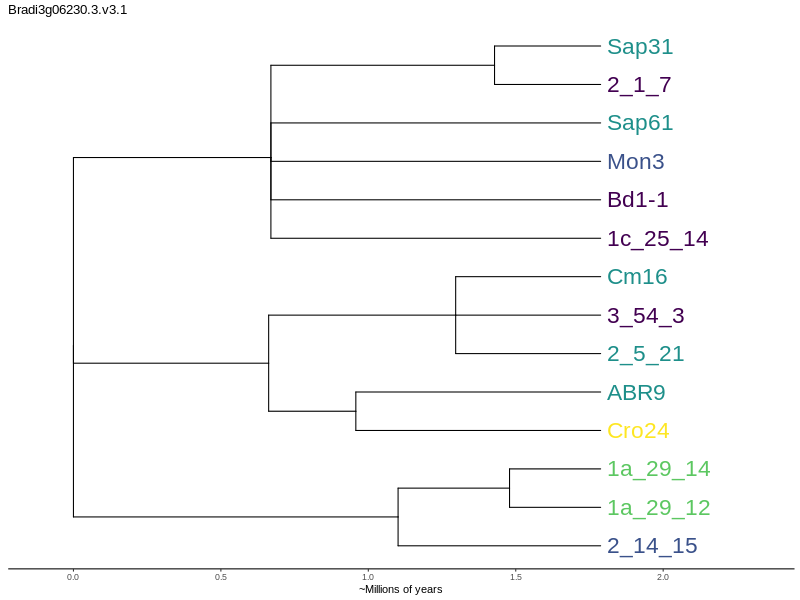 Bradi3g06230.3.v3.1
Sap31
2_1_7
Sap61
Mon3
Bd1-1
1c_25_14
Cm16
3_54_3
2_5_21
ABR9
Cro24
1a_29_14
1a_29_12
2_14_15
0.0 0.5 1.0 1.5 2.0
~Millions of years